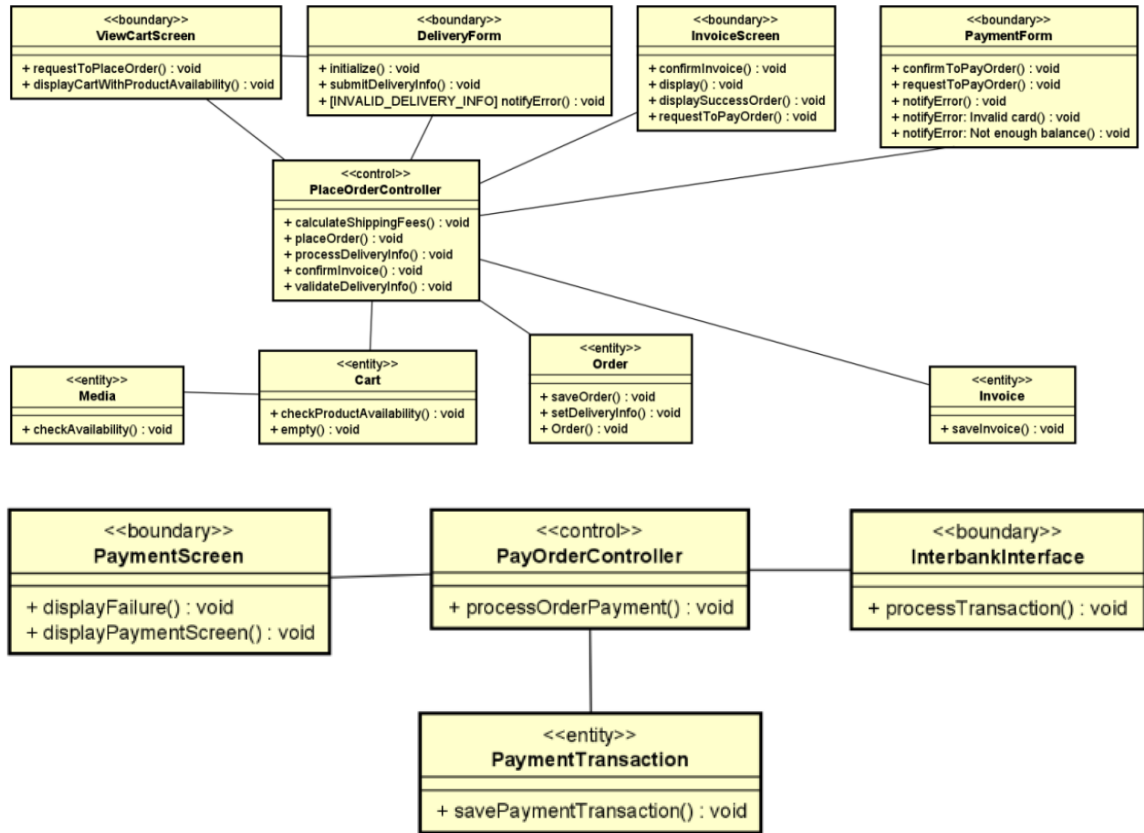 <<boundary>>
ViewCartScreen
+ requestToPlaceOrder() : void
+ displayCartWithProductAvailability() : void
<<boundary>>
DeliveryForm
+ initialize() : void
+ submitDeliveryInfo() : void
+ [INVALID_DELIVERY_INFO] notifyError() : void
<<boundary>>
InvoiceScreen
+ confirmInvoice() : void
+ display() : void
+ displaySuccessOrder() : void
+ requestToPayOrder() : void
<<boundary>>
PaymentForm
+ confirmToPayOrder() : void
+ requestToPayOrder() : void
+ notifyError() : void
+ notifyError: Invalid card() : void
+ notifyError: Not enough balance() : void
<<control>>
PlaceOrderController
+ calculateShippingFees() : void
+ placeOrder() : void
+ processDeliveryInfo() : void
+ confirmInvoice() : void
+ validateDeliveryInfo() : void
<<entity>>
Media
+ checkAvailability() : void
<<entity>>
Cart
+ checkProductAvailability() : void
+ empty() : void
<<entity>>
Order
+ saveOrder() : void
+ setDeliveryInfo() : void
+ Order() : void
<<entity>>
Invoice
+ saveInvoice() : void
<<boundary>>
PaymentScreen
+ displayFailure() : void
+ displayPaymentScreen() : void
<<control>>
PayOrderController
+ processOrderPayment() : void
<<boundary>>
InterbankInterface
+ processTransaction() : void
<<entity>>
PaymentTransaction
+ savePaymentTransaction() : void